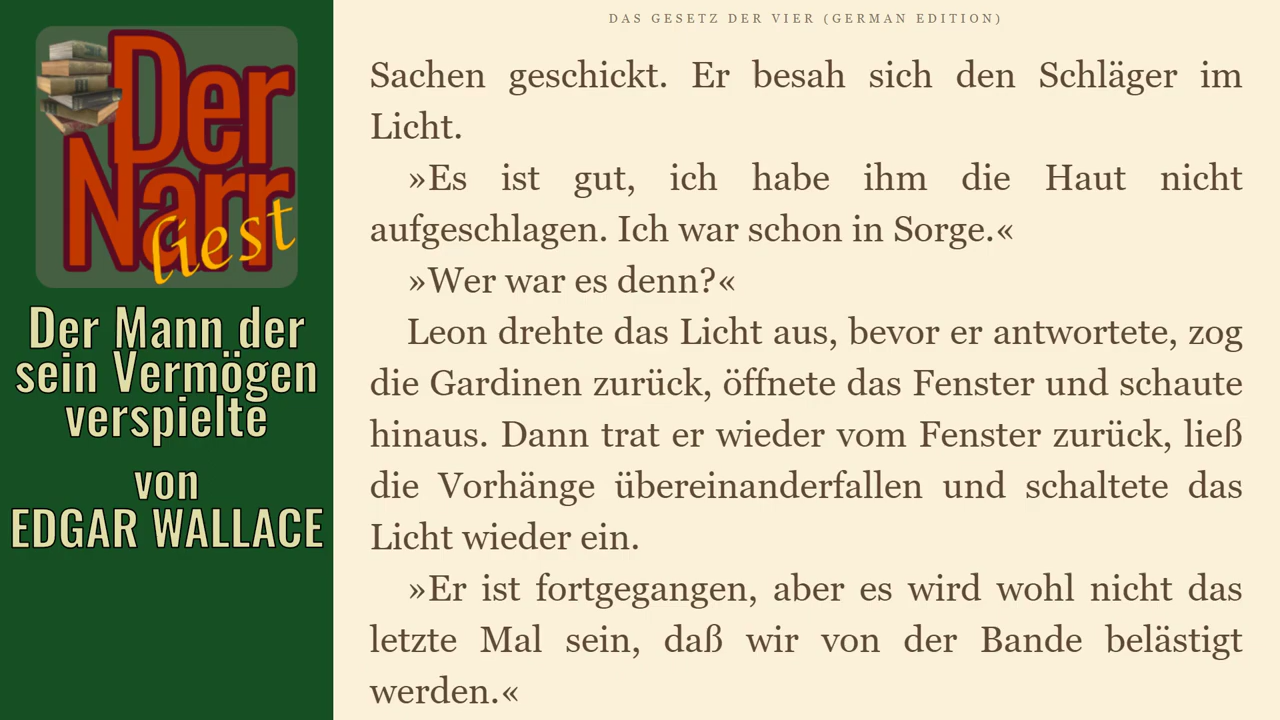 Der
Narr
liest
Der Mann der
sein Vermögen
verspielte
von
EDGAR WALLACE
DAS GESETZ DER VIER (GERMAN EDITION)
Sachen geschickt. Er besah sich den Schläger im
Licht.
»Es ist gut, ich habe ihm die Haut nicht
aufgeschlagen. Ich war schon in Sorge.«
»Wer war es denn?«
Leon drehte das Licht aus, bevor er antwortete, zog
die Gardinen zurück, öffnete das Fenster und schaute
hinaus. Dann trat er wieder vom Fenster zurück, ließ
die Vorhänge übereinanderfallen und schaltete das
Licht wieder ein.
»Er ist fortgegangen, aber es wird wohl nicht das
letzte Mal sein, daß wir von der Bande belästigt
werden.«